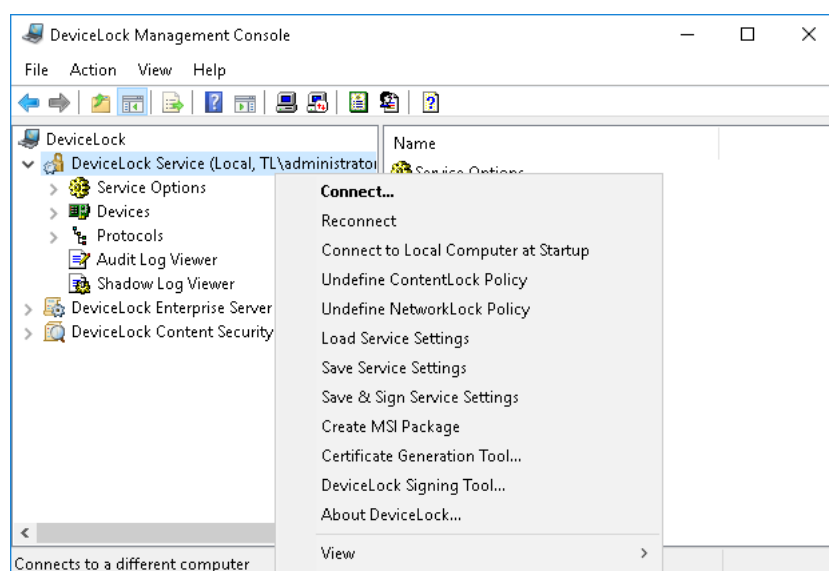 DeviceLock Management Console
File Action View Help
DeviceLock
DeviceLock Service (Local, TL\administrator
Service Options
Devices
Protocols
Audit Log Viewer
Shadow Log Viewer
DeviceLock Enterprise Server
DeviceLock Content Security
Name
Service Options
Connect...
Reconnect
Connect to Local Computer at Startup
Undefine ContentLock Policy
Undefine NetworkLock Policy
Load Service Settings
Save Service Settings
Save & Sign Service Settings
Create MSI Package
Certificate Generation Tool...
DeviceLock Signing Tool...
About DeviceLock...
View
Connects to a different computer